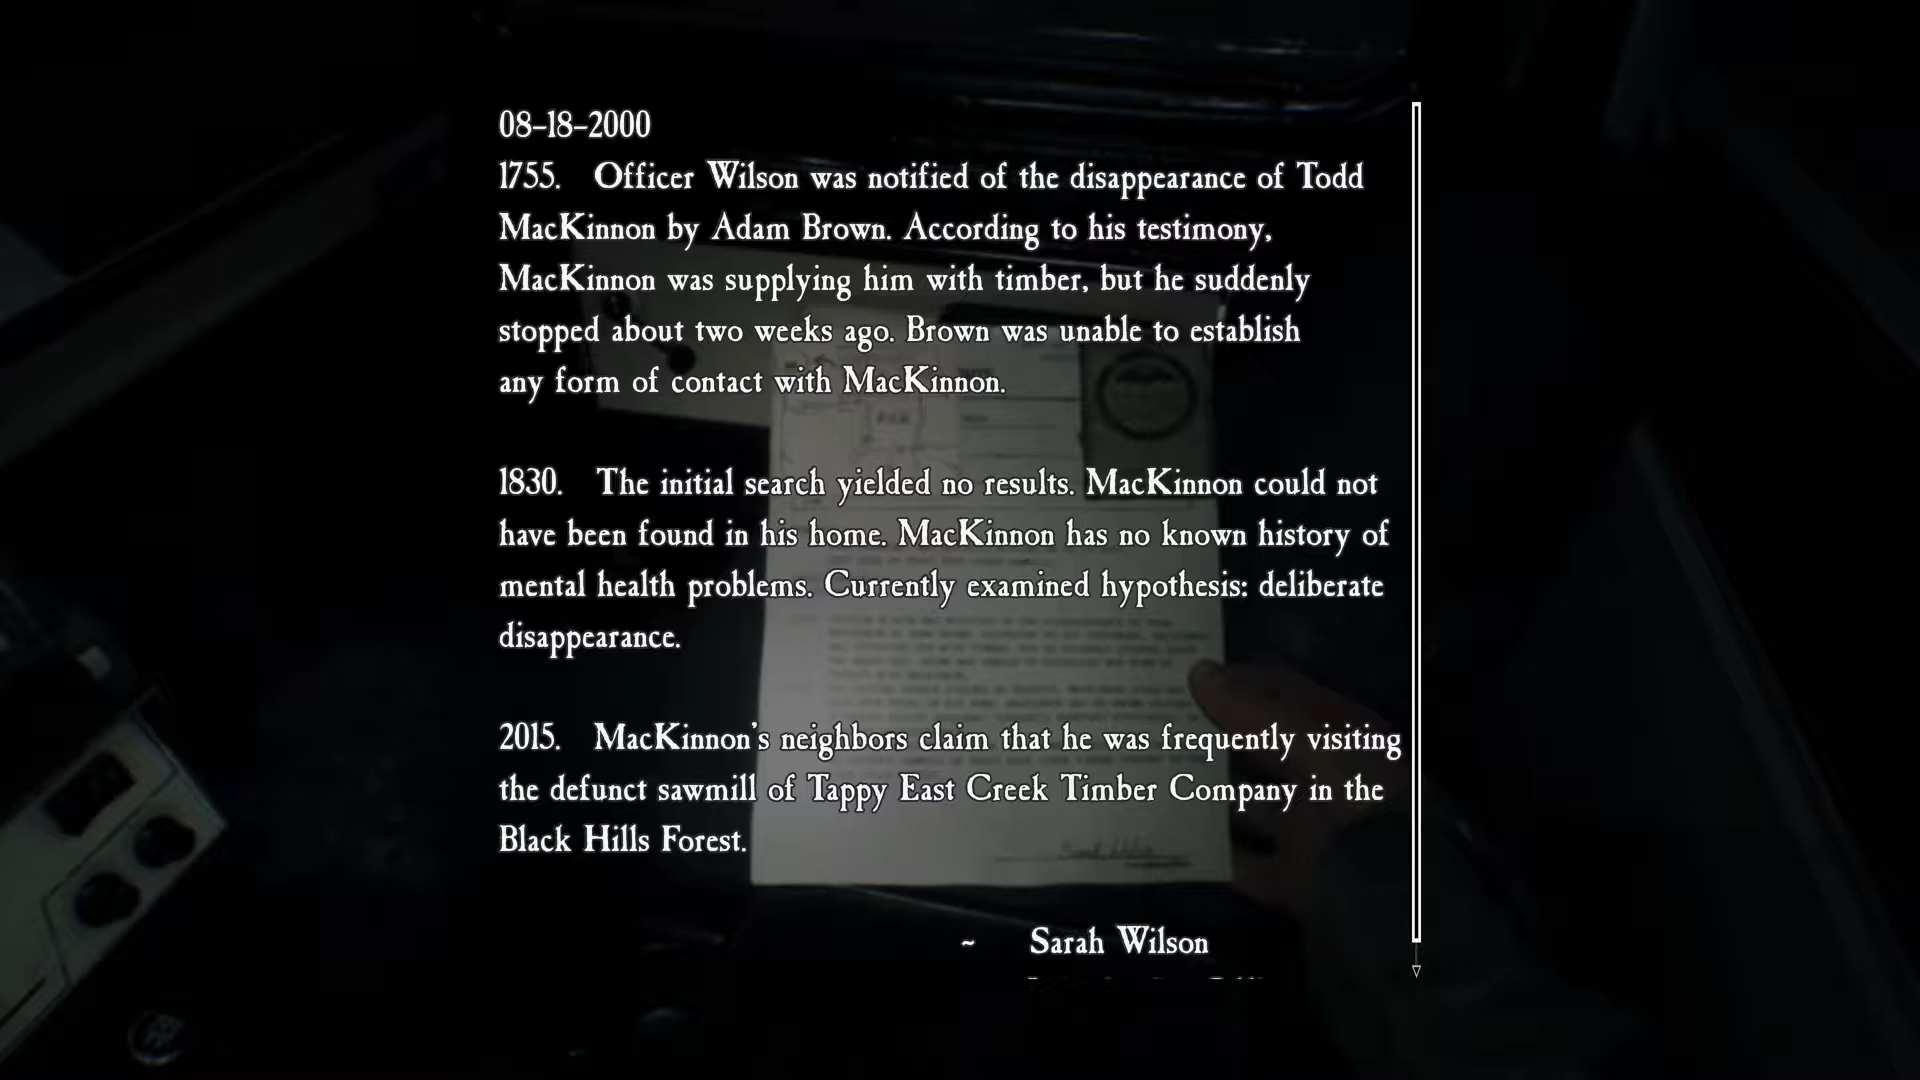 08-18-2000
1755. Officer Wilson was notified of the disappearance of Todd
MacKinnon by Adam Brown. According to his testimony,
MacKinnon was supplying him with timber, but he suddenly
stopped about two weeks ago. Brown was unable to establish
any form of contact with MacKinnon.
1830. The initial search yielded no results. MacKinnon could not
have been found in his home. MacKinnon has no known history of
mental health problems. Currently examined hypothesis: deliberate
disappearance.
2015. MacKinnon's neighbors claim that he was frequently visiting
the defunct sawmill of Tappy East Creek Timber Company in the
Black Hills Forest.
~ Sarah Wilson